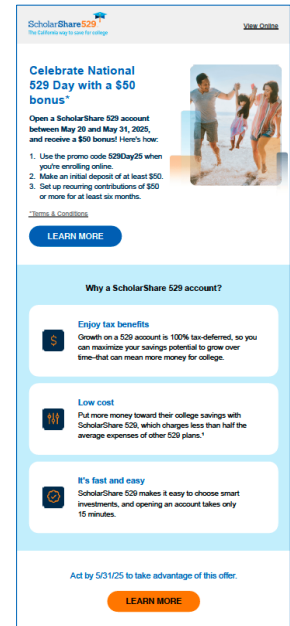 ScholarShare529
The California way to save for college
View Online
Celebrate National
529 Day with a $50
bonus*
Open a ScholarShare 529 account
between May 20 and May 31, 2025,
and receive a $50 bonus! Here's how:
1. Use the promo code 529Day25 when
you're enrolling online.
2. Make an initial deposit of at least $50.
3. Set up recurring contributions of $50
or more for at least six months.
*Terms & Conditions
LEARN MORE
Why a ScholarShare 529 account?
Enjoy tax benefits
Growth on a 529 account is 100% tax-deferred, so you
can maximize your savings potential to grow over
time–that can mean more money for college.
Low cost
Put more money toward their college savings with
ScholarShare 529, which charges less than half the
average expenses of other 529 plans.¹
It's fast and easy
ScholarShare 529 makes it easy to choose smart
investments, and opening an account takes only
15 minutes.
Act by 5/31/25 to take advantage of this offer.
LEARN MORE